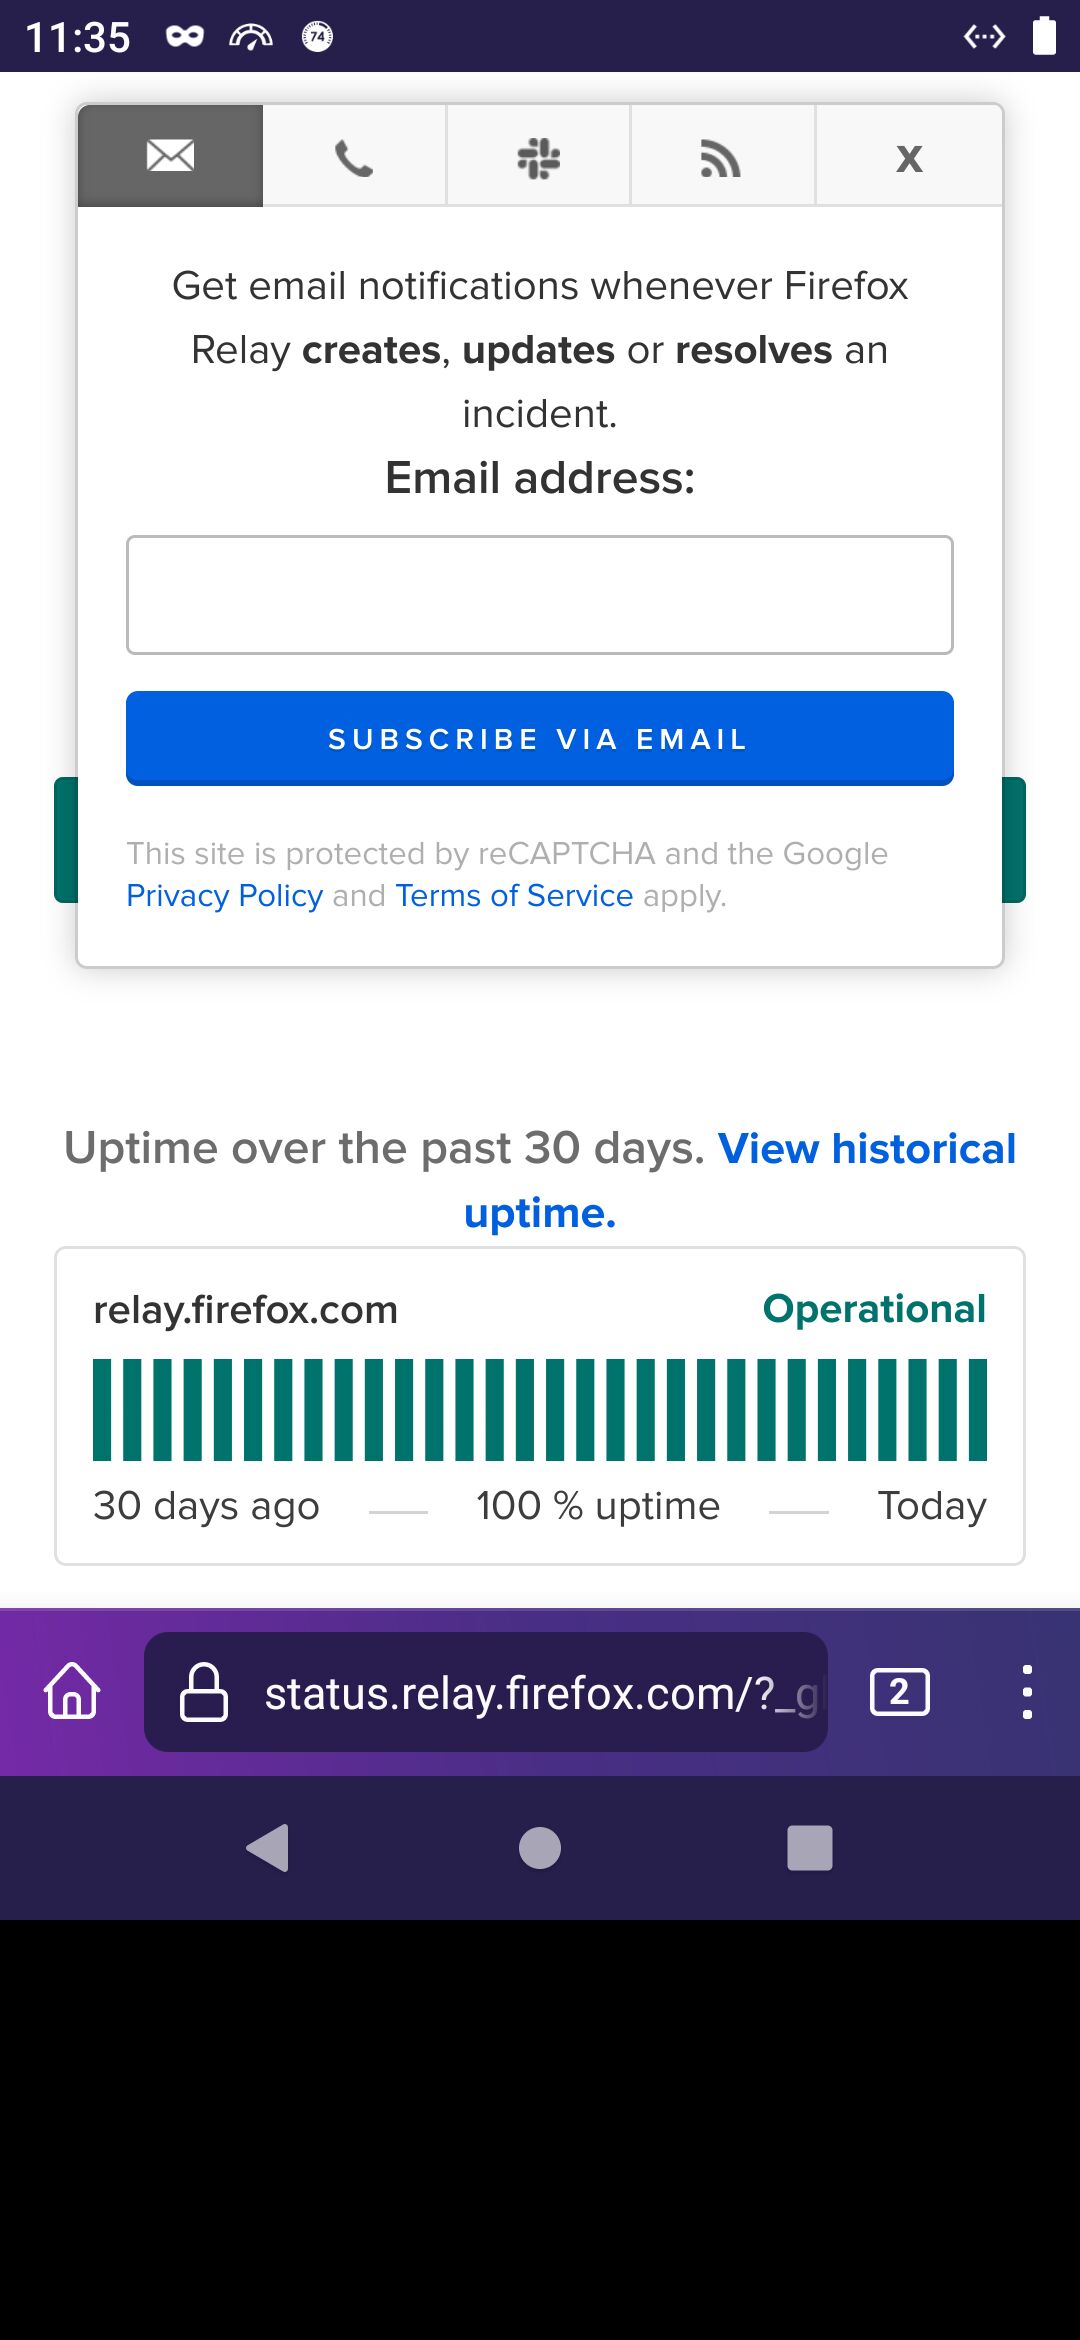 11:35
74
X
Get email notifications whenever Firefox
Relay creates, updates or resolves an
incident.
Email address:
SUBSCRIBE VIA EMAIL
This site is protected by reCAPTCHA and the Google
Privacy Policy and Terms of Service apply.
Uptime over the past 30 days. View historical
uptime.
relay.firefox.com Operational
30 days ago 100 % uptime Today
status.relay.firefox.com/?_g
2